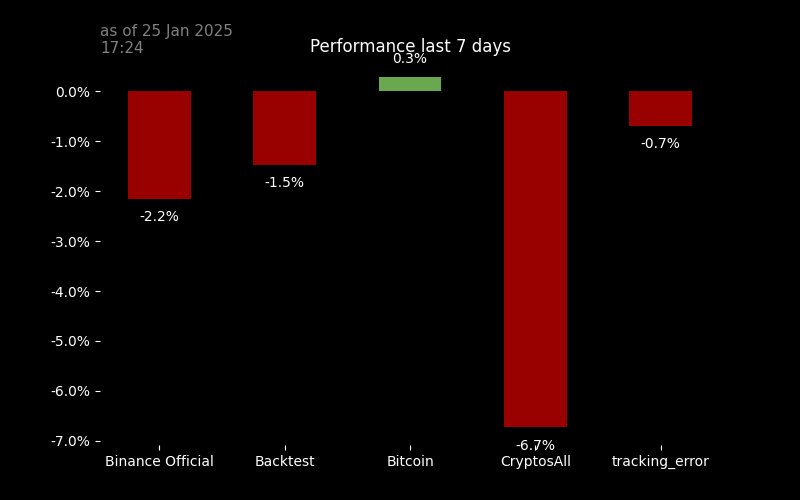 as of 25 Jan 2025
17:24
Performance last 7 days
0.3%
0.0%
-1.0%
-0.7%
-2.0%
-1.5%
-2.2%
-3.0%
-4.0%
-5.0%
-6.0%
-7.0%
-6.7%
Binance Official
Backtest
Bitcoin
CryptosAll
tracking_error